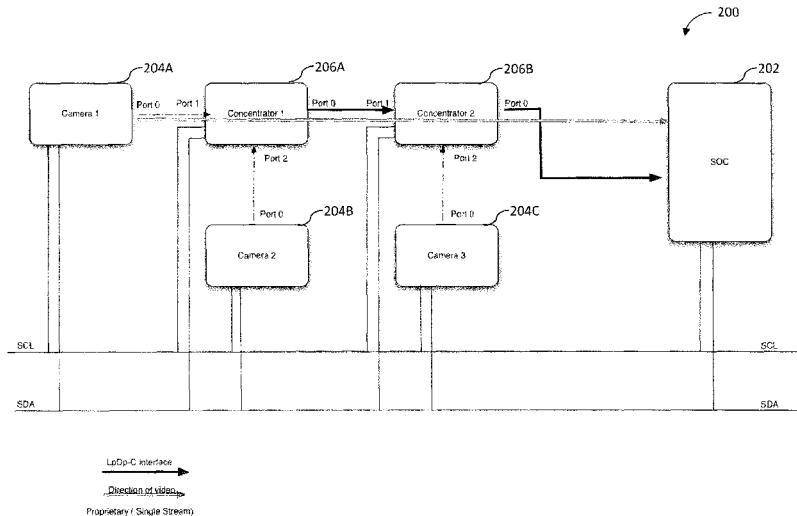 200
204A
206A
206B
202
Camera 1
Port 0
Port 1
Concentrator 1
Port 0
Port 1
Concentrator 2
Port 0
SOC
Port 2
Port 2
Port 0
204B
Port 0
204C
Camera 2
Camera 3
SCL
SCL
SDA
SDA
LpDp-C interface
Direction of video
Proprietary ( Single Stream)